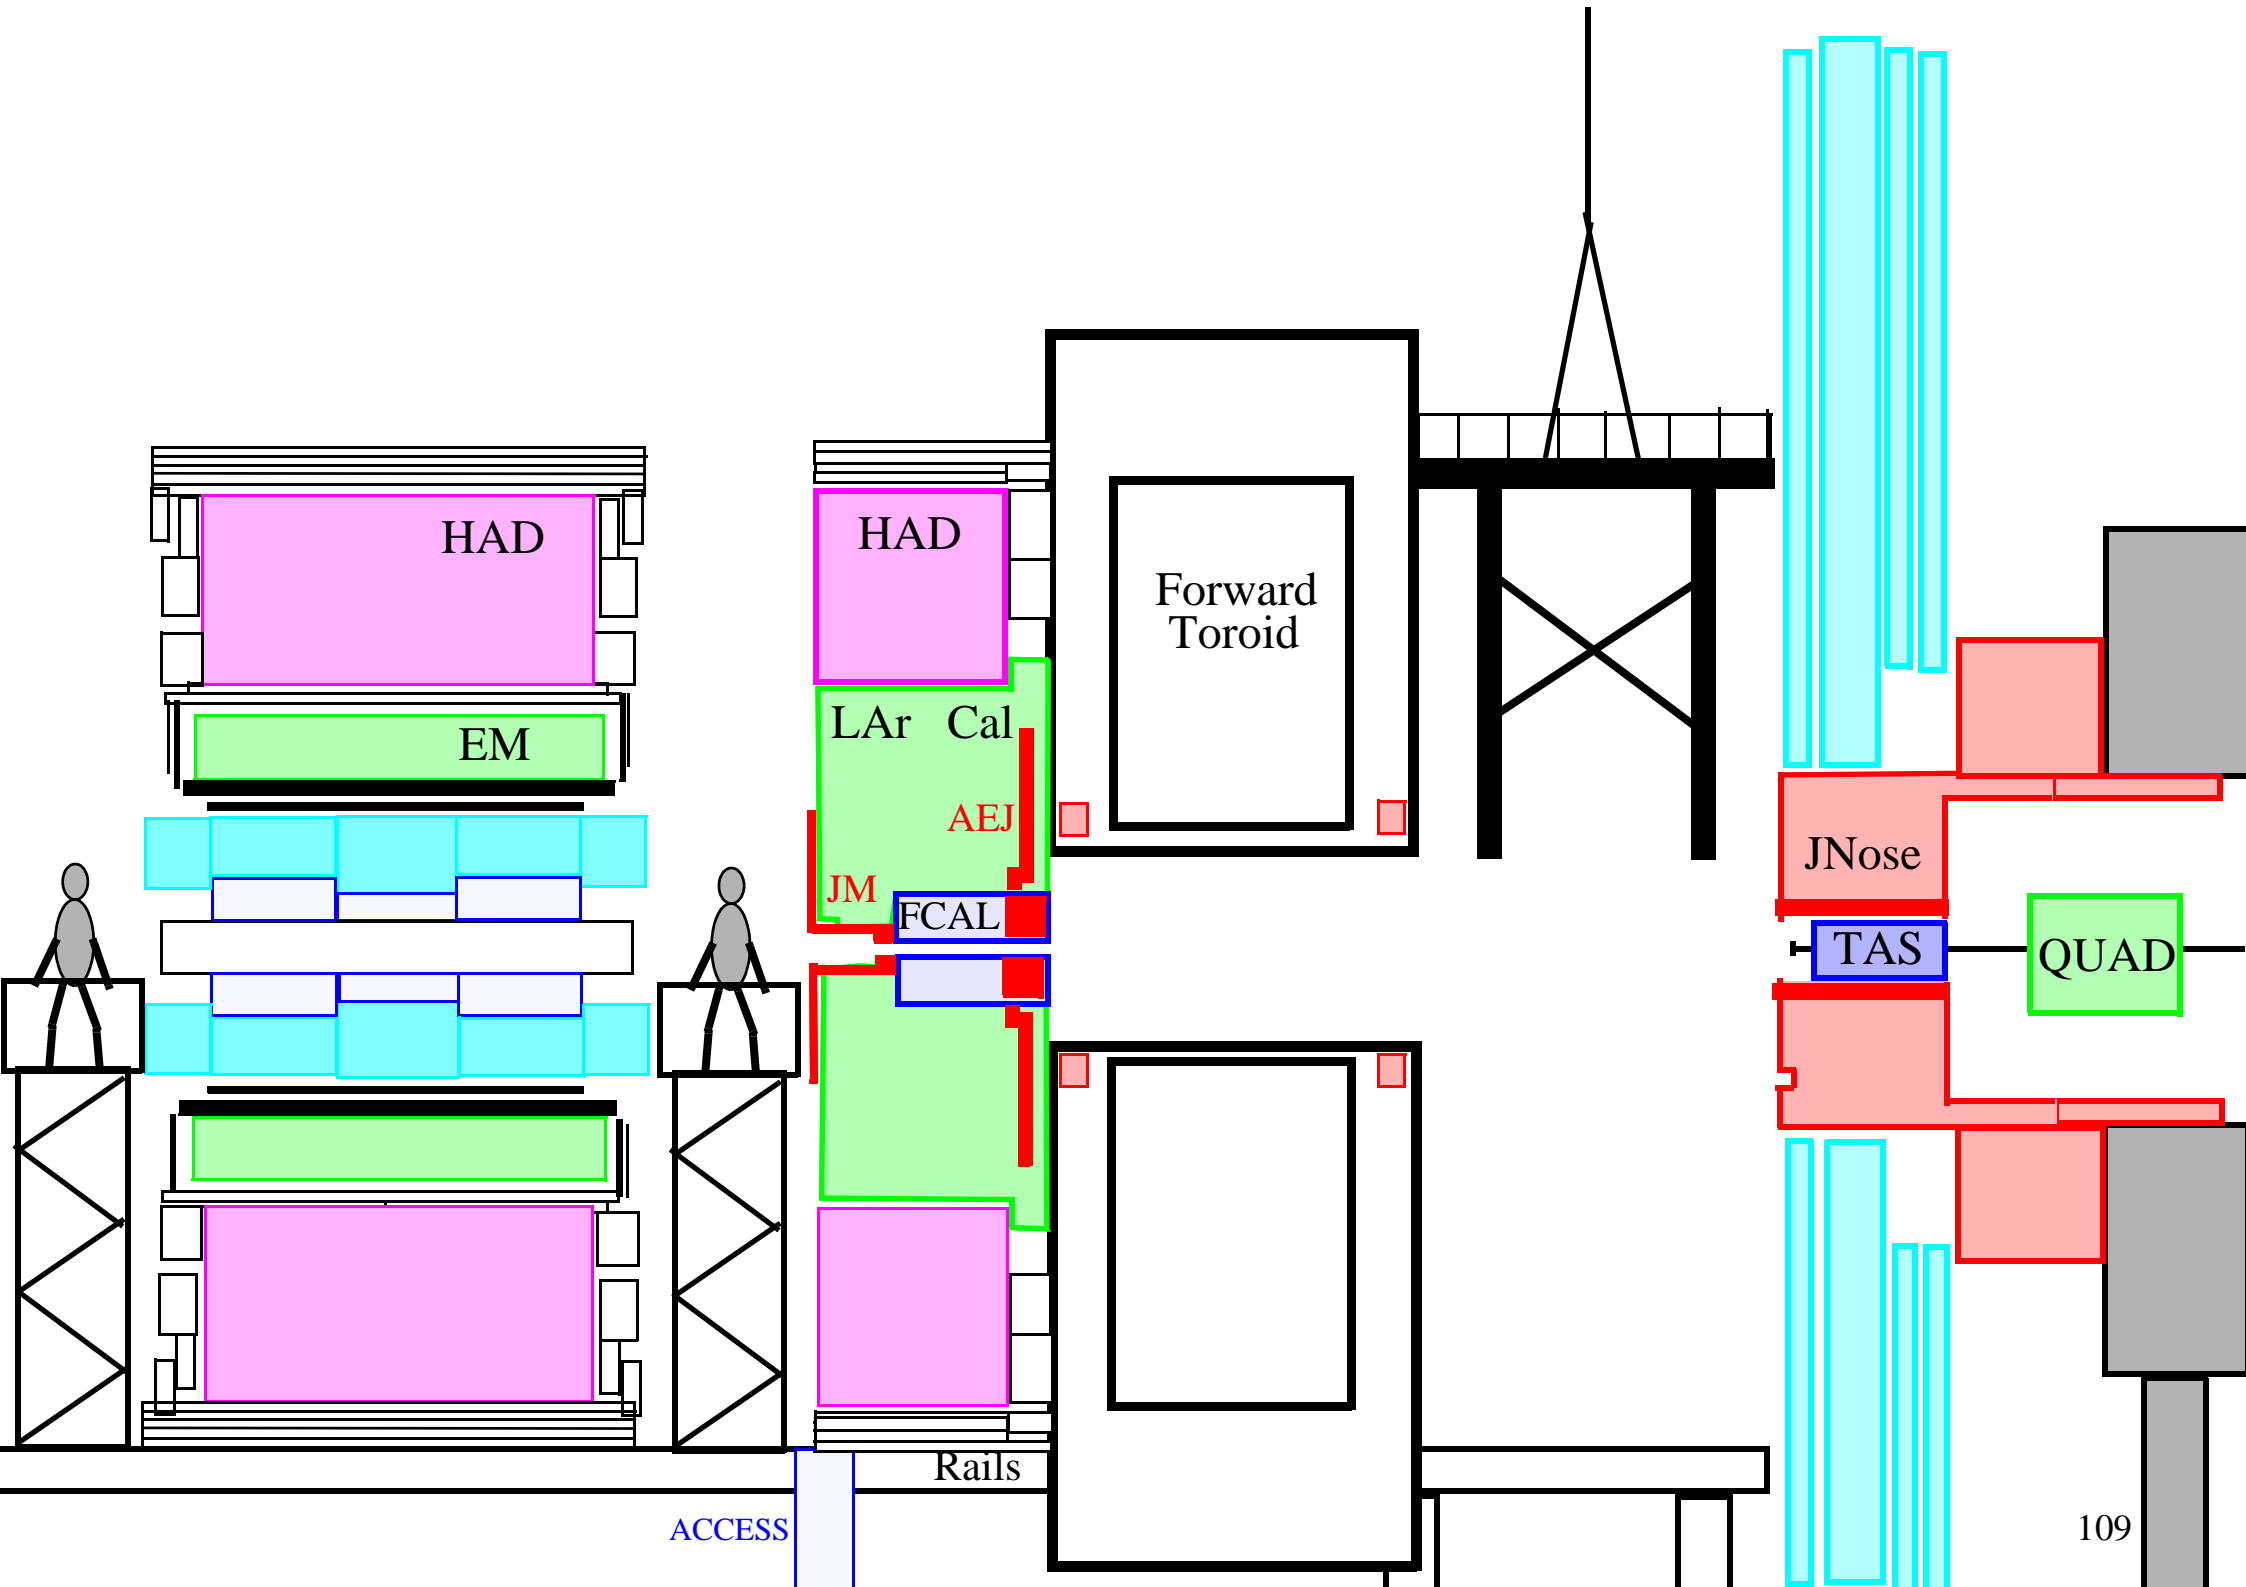 HAD
HAD
Forward
Toroid
LAr Cal
EM
AEJ
JNose
JM
FCAL
TAS
QUAD
Rails
ACCESS
109